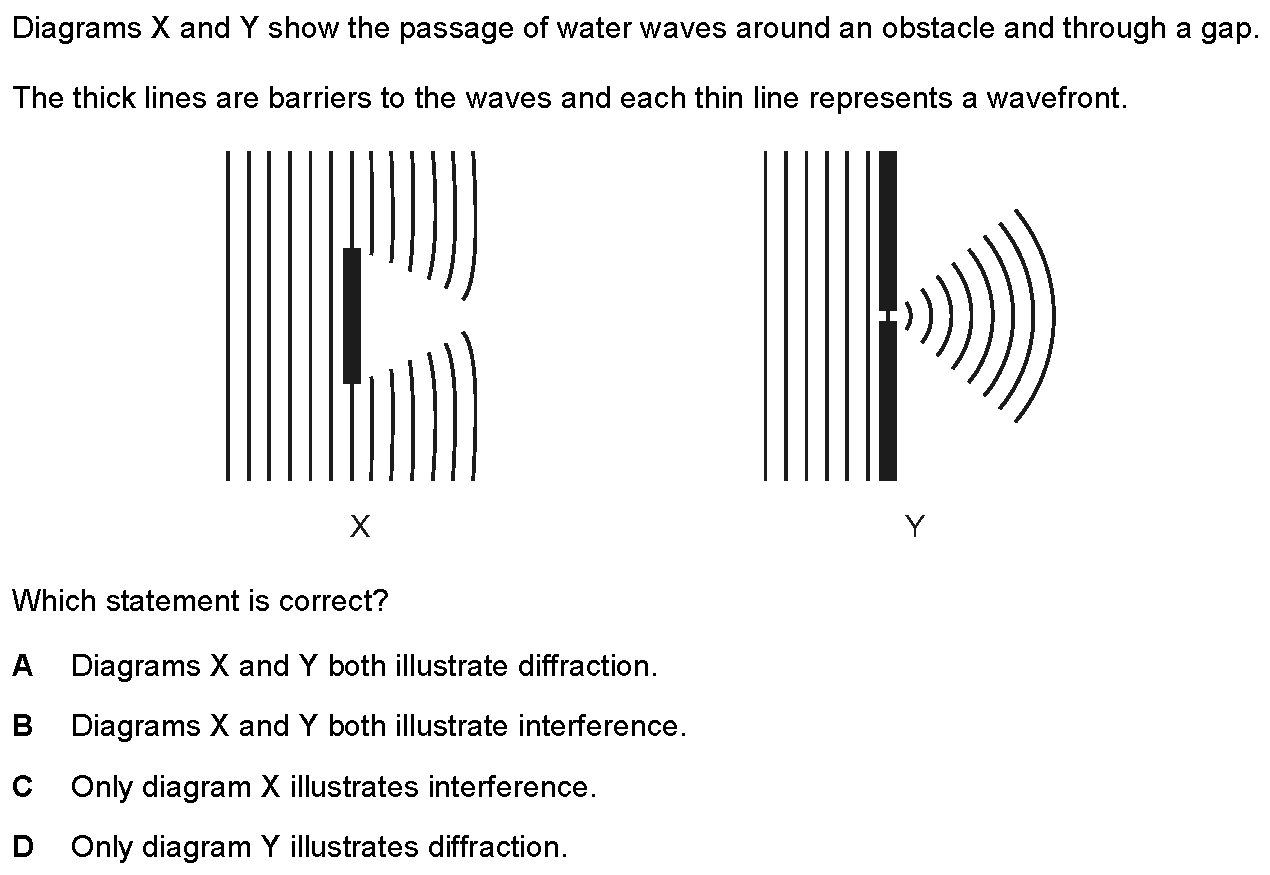 Diagrams X and Y show the passage of water waves around an obstacle and through a gap.
The thick lines are barriers to the waves and each thin line represents a wavefront.
X
Y
Which statement is correct?
A Diagrams X and Y both illustrate diffraction.
B Diagrams X and Y both illustrate interference.
C Only diagram X illustrates interference.
D Only diagram Y illustrates diffraction.